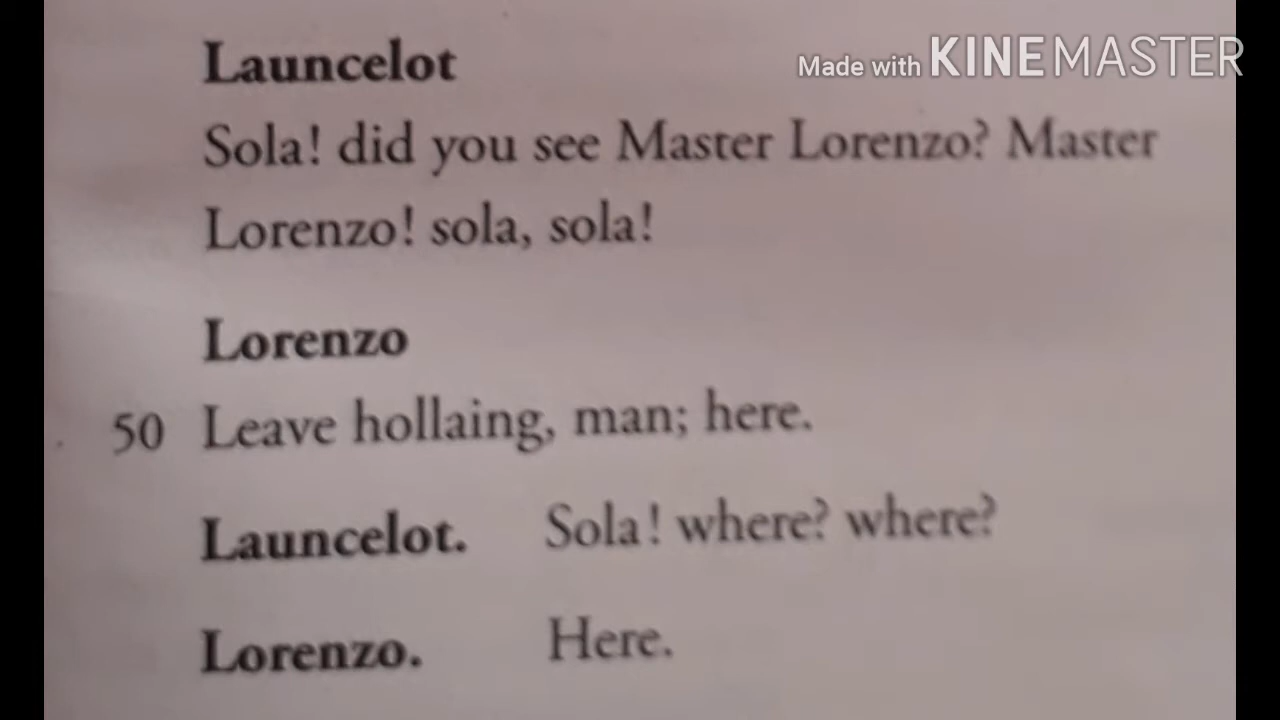 Made with KINEMASTER
Launcelot
Sola! did you see Master Lorenzo? Master
Lorenzo! sola, sola!
Lorenzo
50 Leave hollaing, man; here.
Launcelot. Sola! where? where?
Lorenzo. Here.